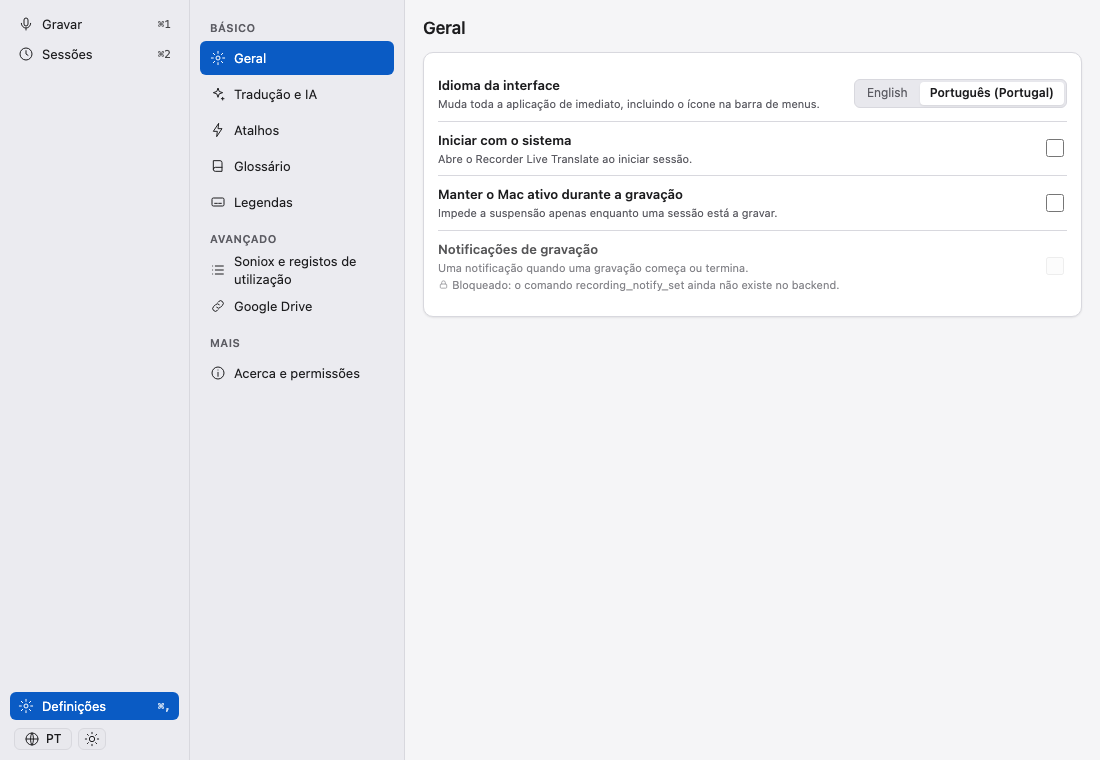 Gravar ⌘1
Sessões ⌘2
Definições ⌘,
PT
BÁSICO
Geral
Tradução e IA
Atalhos
Glossário
Legendas
AVANÇADO
Soniox e registos de
utilização
Google Drive
MAIS
Acerca e permissões
Geral
Idioma da interface
Muda toda a aplicação de imediato, incluindo o ícone na barra de menus.
English Português (Portugal)
Iniciar com o sistema
Abre o Recorder Live Translate ao iniciar sessão.
Manter o Mac ativo durante a gravação
Impede a suspensão apenas enquanto uma sessão está a gravar.
Notificações de gravação
Uma notificação quando uma gravação começa ou termina.
Bloqueado: o comando recording_notify_set ainda não existe no backend.